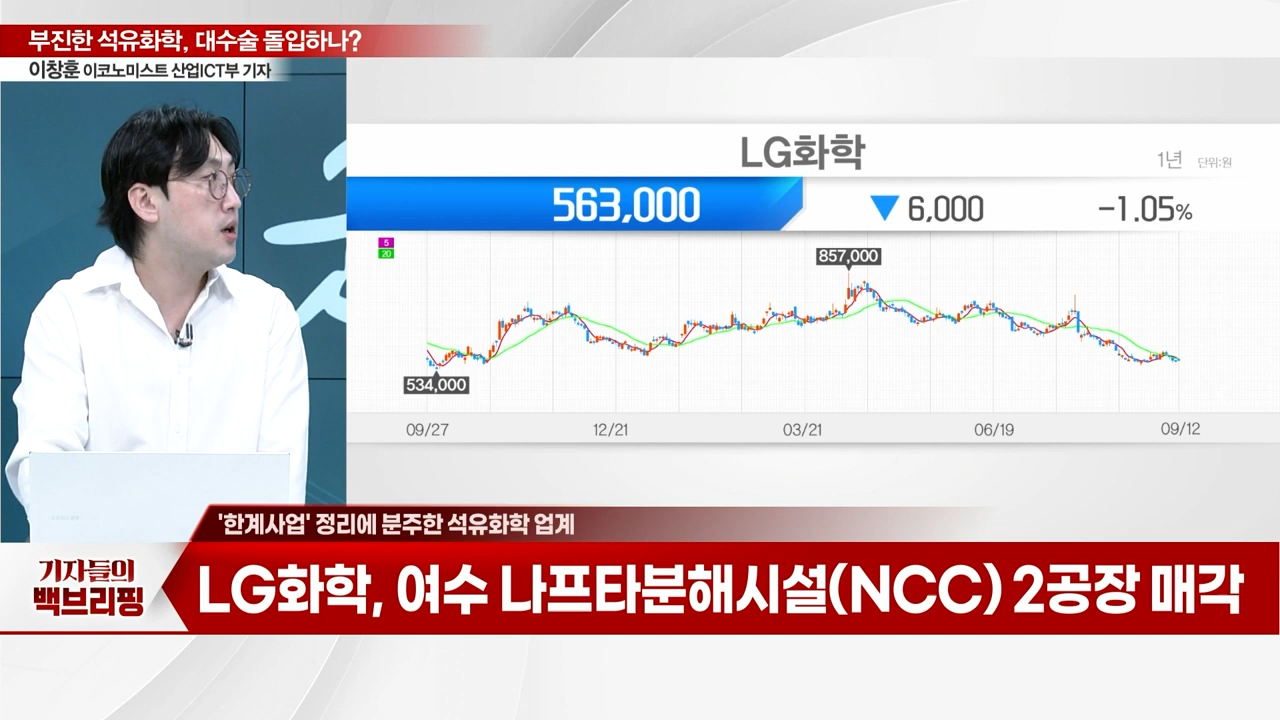 부진한 석유화학, 대수술 돌입하나?
이창훈 이코노미스트 산업ICT부 기자
LG화학
1년 단위:원
563,000 ▼ 6,000 -1.05%
5
20
857,000
534,000
09/27 12/21 03/21 06/19 09/12
'한계사업' 정리에 분주한 석유화학 업계
기자들의
백브리핑
LG화학, 여수 나프타분해시설(NCC) 2공장 매각